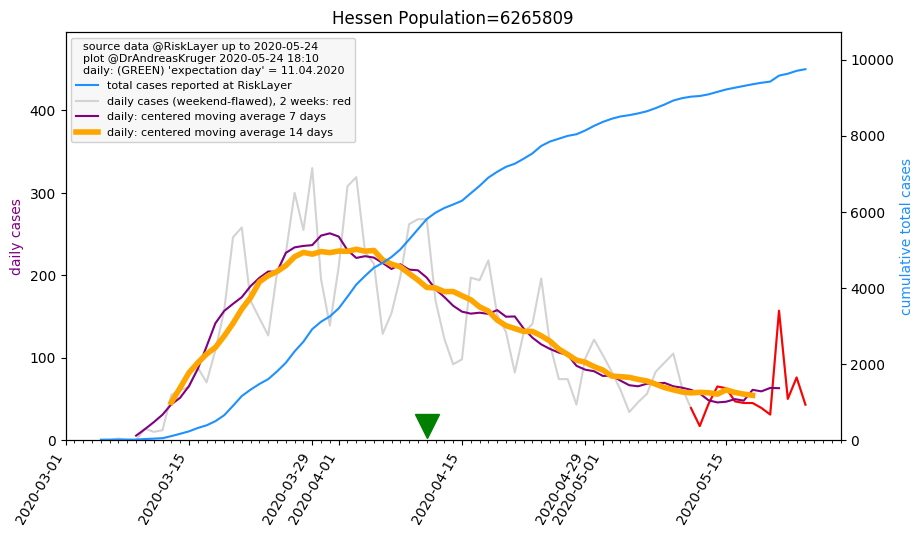 Hessen Population=6265809
source data @RiskLayer up to 2020-05-24
plot @DrAndreasKruger 2020-05-24 18:10
daily: (GREEN) 'expectation day' = 11.04.2020
total cases reported at RiskLayer
daily cases (weekend-flawed), 2 weeks: red
daily: centered moving average 7 days
daily: centered moving average 14 days
daily cases
400
300
200
100
0
cumulative total cases
10000
8000
6000
4000
2000
0
2020-03-01
2020-03-15
2020-03-29
2020-04-01
2020-04-15
2020-04-29
2020-05-01
2020-05-15